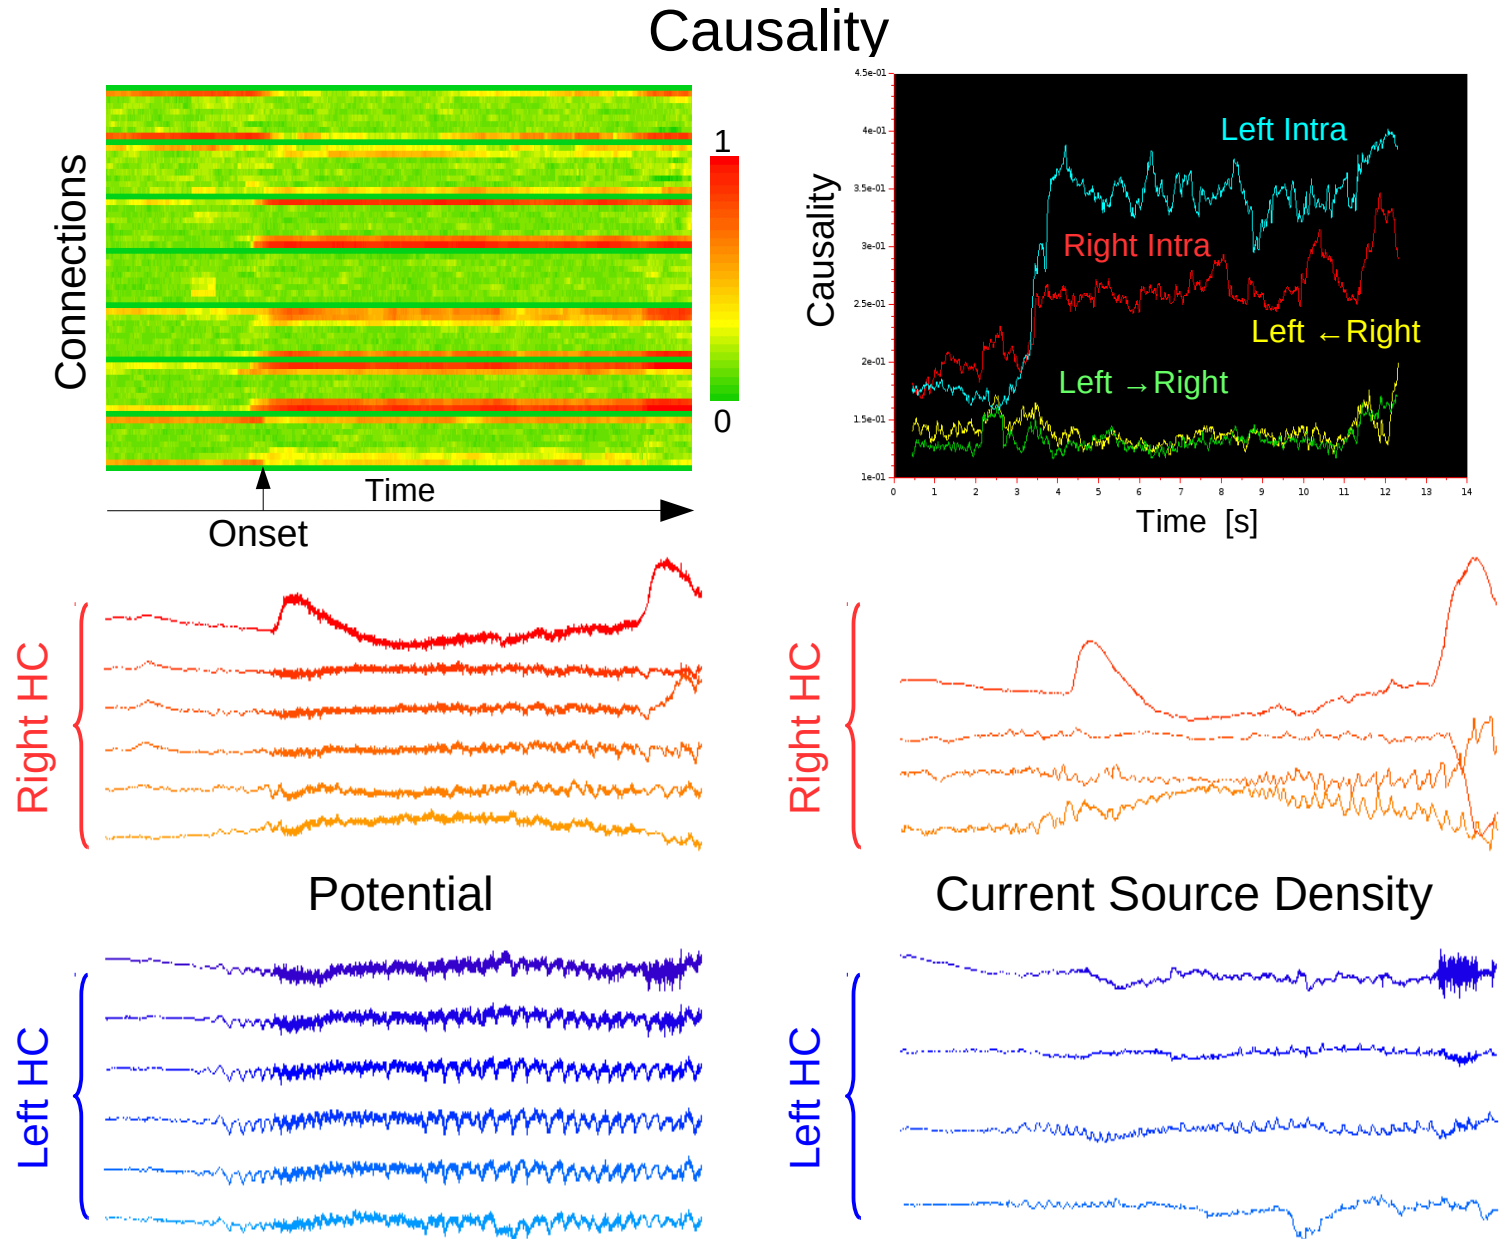 Causality
Connections
1
0
Time
Onset
Causality
4.5e-01
4e-01
3.5e-01
3e-01
2.5e-01
2e-01
1.5e-01
1e-01
Left Intra
Right Intra
Left ←Right
Left →Right
0 1 2 3 4 5 6 7 8 9 10 11 12 13 14
Time [s]
Right HC
Right HC
Potential
Current Source Density
Left HC
Left HC